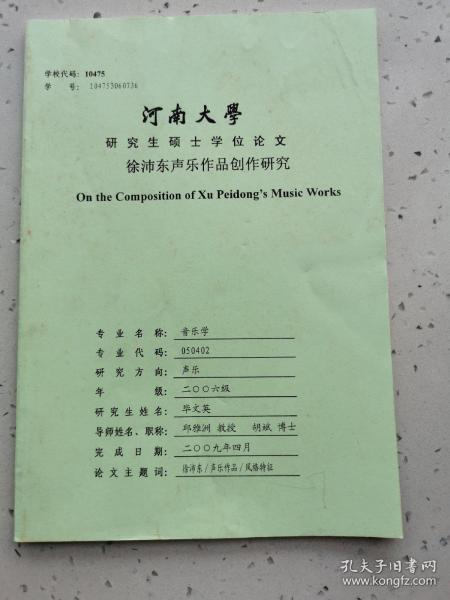 学校代码：10475
学　号：104753060736
河南大學
研究生硕士学位论文
徐沛东声乐作品创作研究
On the Composition of Xu Peidong's Music Works
专业名称：音乐学
专业代码：050402
研究方向：声乐
年级：二〇〇六级
研究生姓名：毕文英
导师姓名、职称：邱雅洲 教授　胡斌 博士
完成日期：二〇〇九年四月
论文主题词：徐沛东/声乐作品/风格特征
孔夫子旧书网
www.kongfz.com